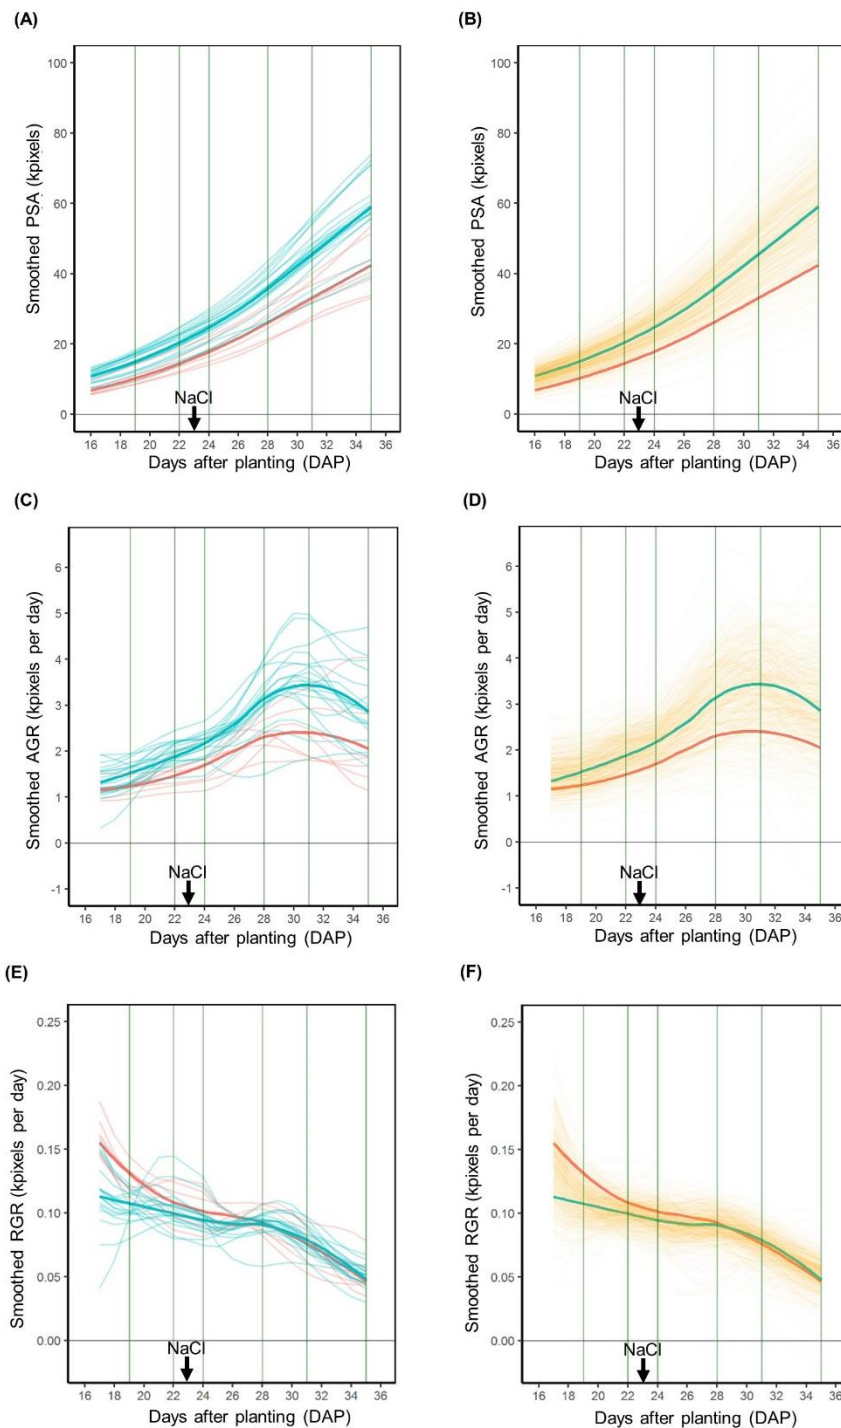 (A)
Smoothed PSA (kpixels)
100
80
60
40
20
0
NaCl
16 18 20 22 24 26 28 30 32 34 36
Days after planting (DAP)
(B)
Smoothed PSA (kpixels)
100
80
60
40
20
0
NaCl
16 18 20 22 24 26 28 30 32 34 36
Days after planting (DAP)
(C)
Smoothed AGR (kpixels per day)
6
5
4
3
2
1
0
-1
NaCl
16 18 20 22 24 26 28 30 32 34 36
Days after planting (DAP)
(D)
Smoothed AGR (kpixels per day)
6
5
4
3
2
1
0
-1
NaCl
16 18 20 22 24 26 28 30 32 34 36
Days after planting (DAP)
(E)
Smoothed RGR (kpixels per day)
0.25
0.20
0.15
0.10
0.05
0.00
NaCl
16 18 20 22 24 26 28 30 32 34 36
Days after planting (DAP)
(F)
Smoothed RGR (kpixels per day)
0.25
0.20
0.15
0.10
0.05
0.00
NaCl
16 18 20 22 24 26 28 30 32 34 36
Days after planting (DAP)